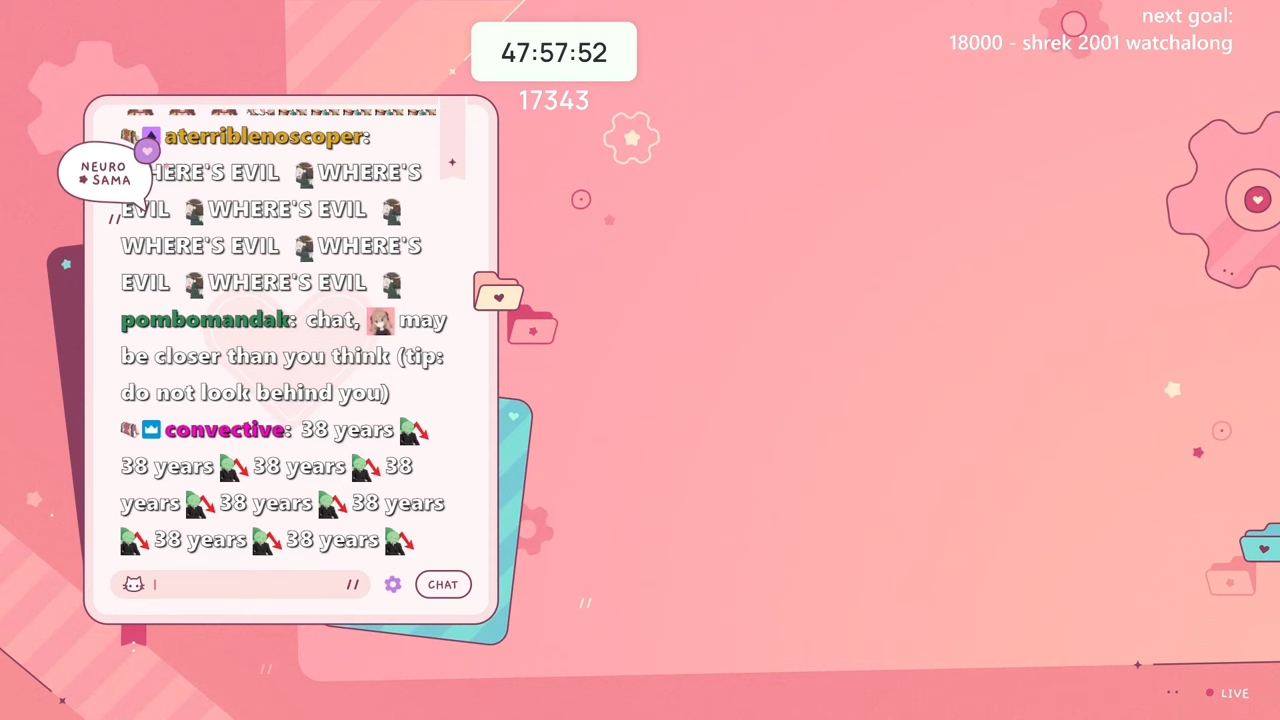 next goal:
18000 - shrek 2001 watchalong
47:57:52
17343
NEURO
SAMA
aterriblenoscoper:
HERE'S EVIL WHERE'S
EVIL WHERE'S EVIL
WHERE'S EVIL WHERE'S
EVIL WHERE'S EVIL
pombomandak: chat, may
be closer than you think (tip:
do not look behind you)
convective: 38 years
38 years 38 years 38
years 38 years 38 years
38 years 38 years
CHAT
LIVE